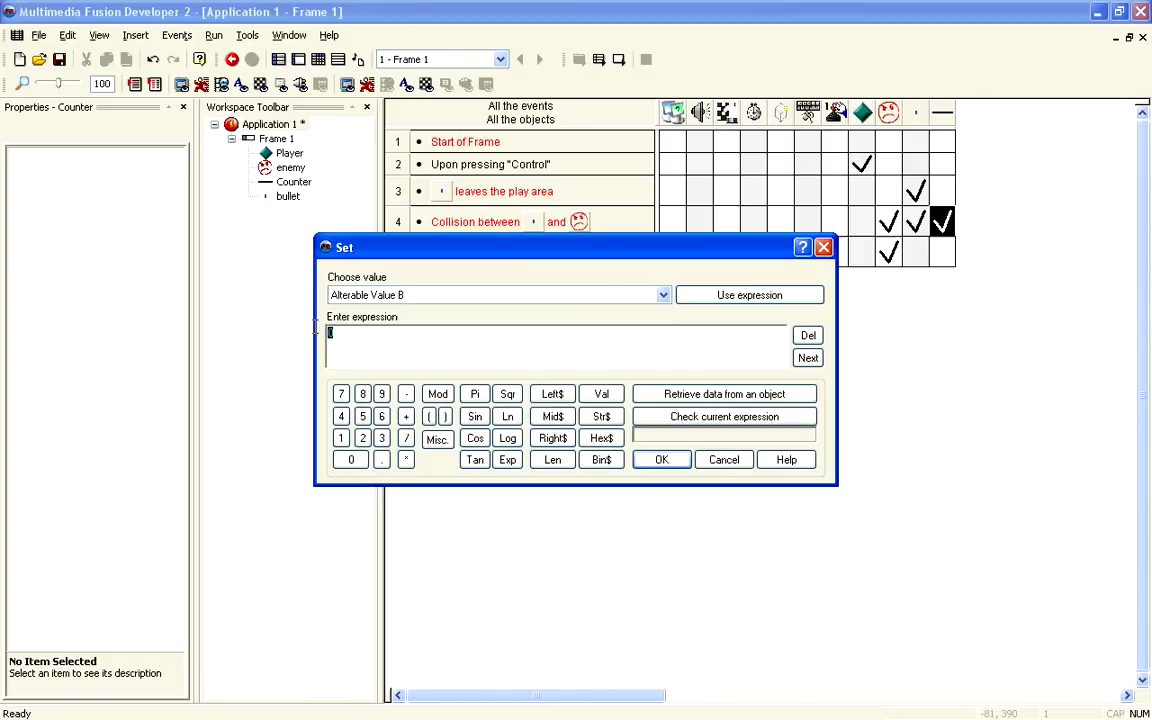 Multimedia Fusion Developer 2 - [Application 1 - Frame 1]
File Edit View Insert Events Run Tools Window Help
1 - Frame 1
100
Properties - Counter
Workspace Toolbar
Application 1 *
Frame 1
Player
enemy
Counter
bullet
All the events
All the objects
1 • Start of Frame
2 • Upon pressing "Control"
3 • leaves the play area
4 • Collision between and
Set
Choose value
Alterable Value B
Use expression
Enter expression
0
Del
Next
7 8 9 - Mod Pi Sqr Left$ Val Retrieve data from an object
4 5 6 + ( ) Sin Ln Mid$ Str$ Check current expression
1 2 3 / Misc. Cos Log Right$ Hex$
0 . * Tan Exp Len Bin$ OK Cancel Help
No Item Selected
Select an item to see its description
Ready
-81, 390
1
CAP NUM